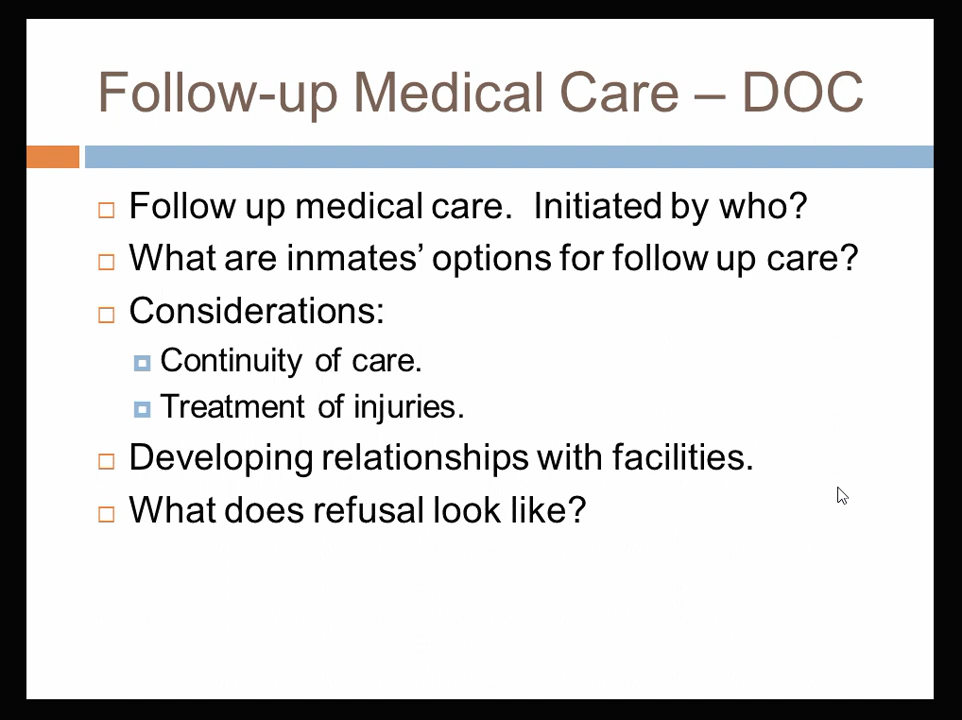 Follow-up Medical Care – DOC
Follow up medical care.  Initiated by who?
What are inmates’ options for follow up care?
Considerations:
Continuity of care.
Treatment of injuries.
Developing relationships with facilities.
What does refusal look like?